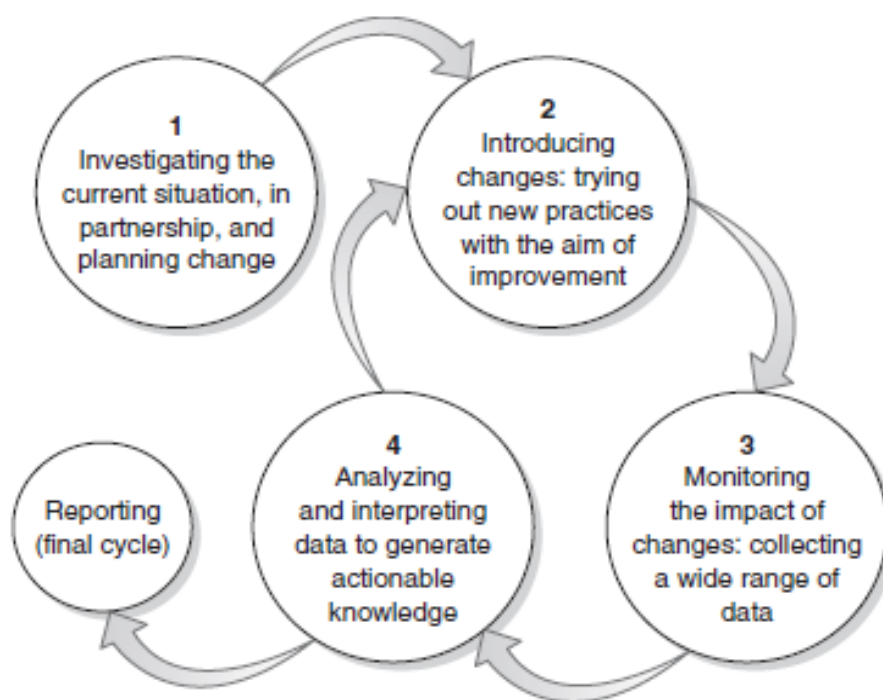 1
Investigating the
current situation, in
partnership, and
planning change
2
Introducing
changes: trying
out new practices
with the aim of
improvement
3
Monitoring
the impact of
changes: collecting
a wide range of
data
4
Analyzing
and interpreting
data to generate
actionable
knowledge
Reporting
(final cycle)